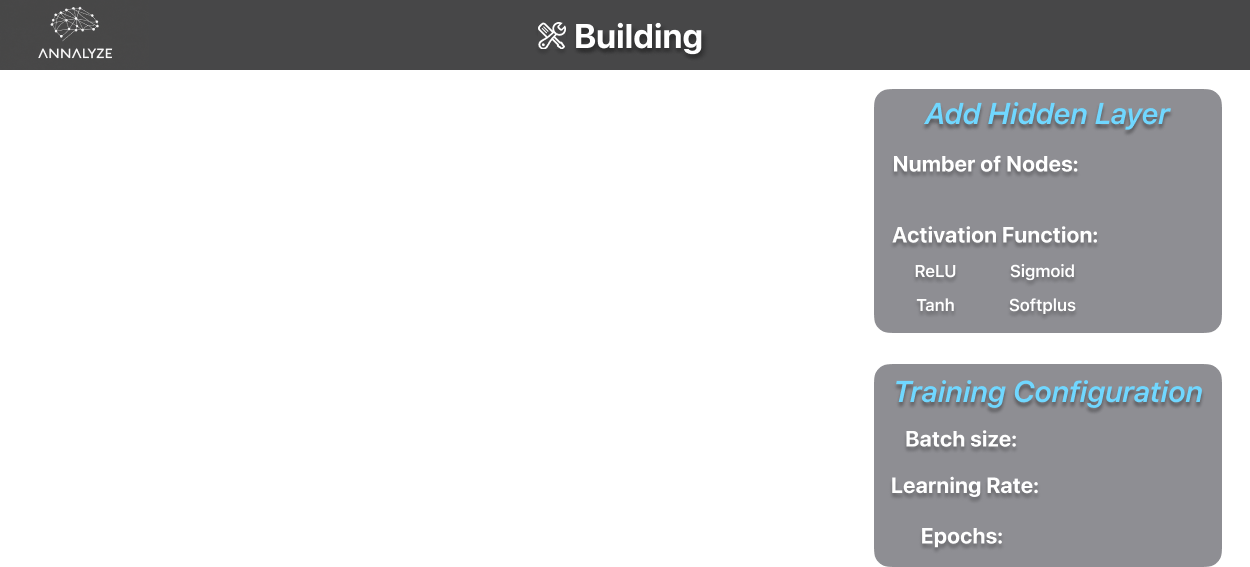 ANNALYZE
Building
Add Hidden Layer
Number of Nodes:
Activation Function:
ReLU Sigmoid
Tanh Softplus
Training Configuration
Batch size:
Learning Rate:
Epochs: